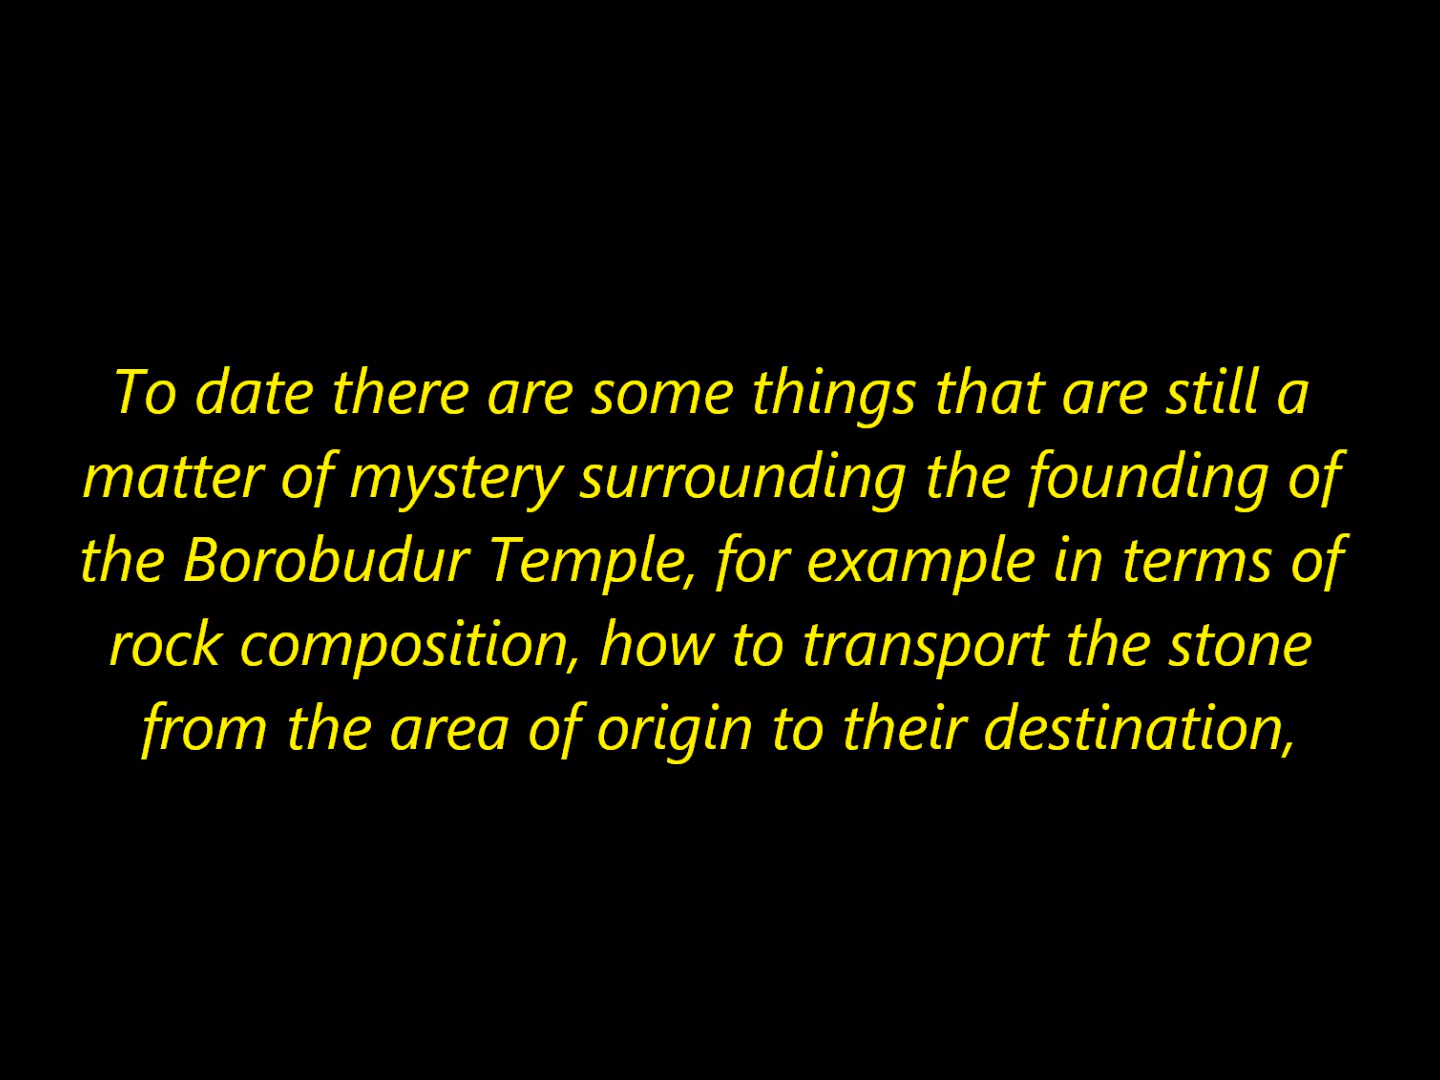 To date there are some things that are still a
matter of mystery surrounding the founding of
the Borobudur Temple, for example in terms of
rock composition, how to transport the stone
from the area of origin to their destination,